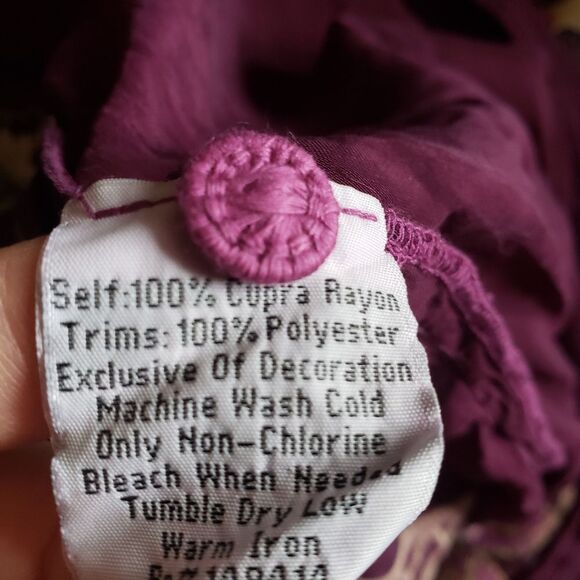 Self:100% Cupra Rayon
Trims:100% Polyester
Exclusive Of Decoration
Machine Wash Cold
Only Non-Chlorine
Bleach When Needed
Tumble Dry LOW
Warm Iron